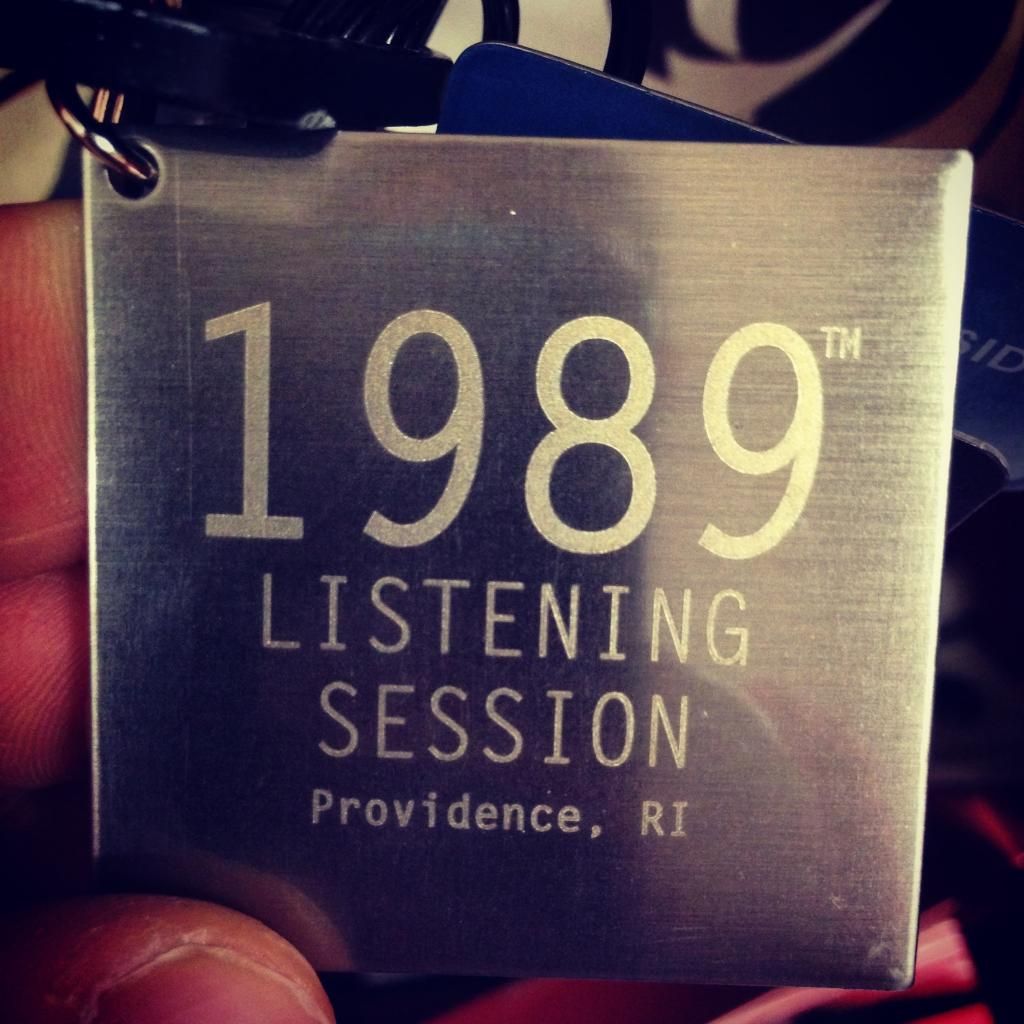 1989™
LISTENING
SESSION
Providence, RI